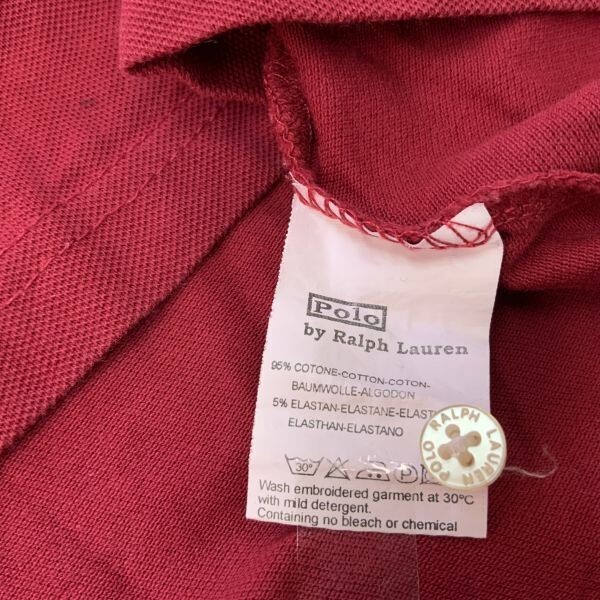 Polo
by Ralph Lauren
95% COTONE-COTTON-COTON-
BAUMWOLLE-ALGODON
5% ELASTAN-ELASTANE-ELAST
ELASTHAN-ELASTANO
30°
Wash embroidered garment at 30°C
with mild detergent.
Containing no bleach or chemical
RALPH LAUREN
POLO